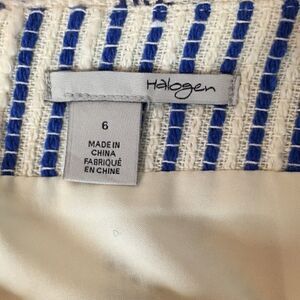 Halogen
6
MADE IN
CHINA
FABRIQUÉ
EN CHINE